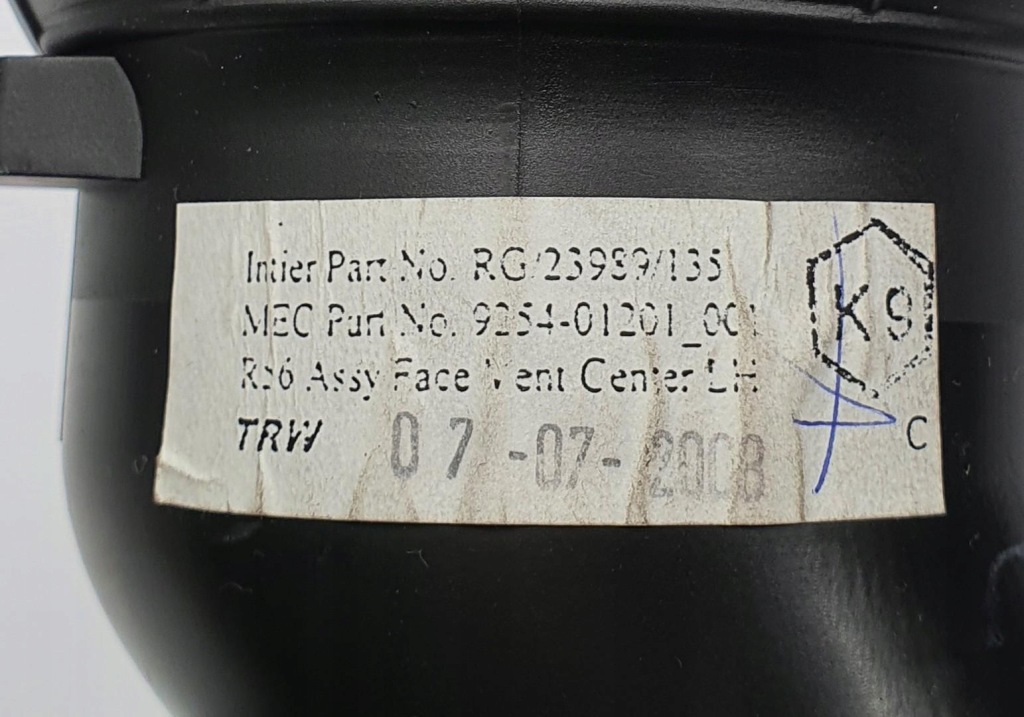 Intier Part No. RG/23989/135
MEC Part No. 9254-01201_001
R56 Assy Face Vent Center LH
TRW 07-07-2008
K9
C